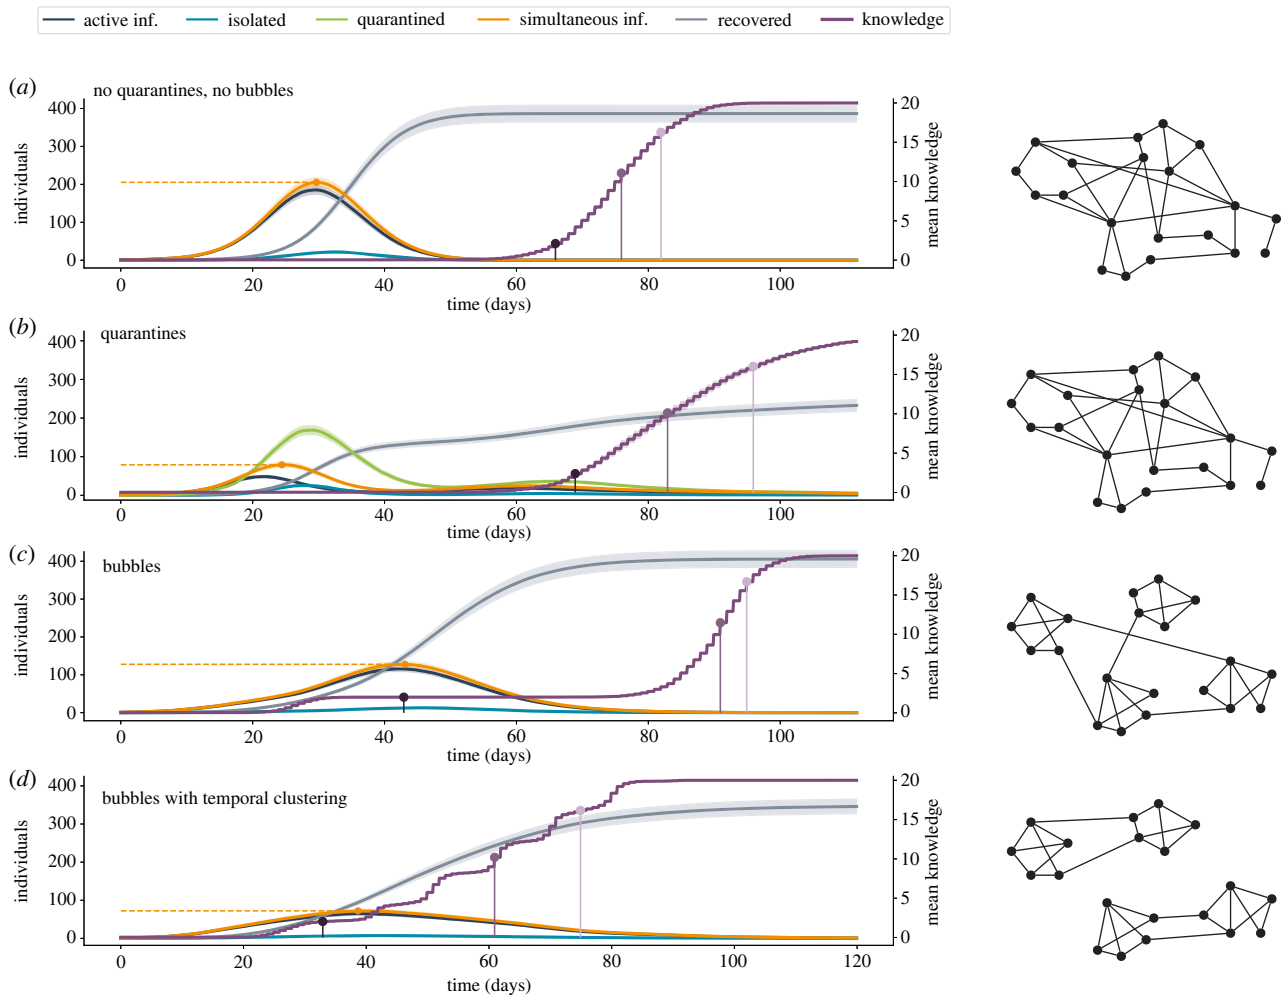 active inf. isolated quarantined simultaneous inf. recovered knowledge
(a) no quarantines, no bubbles
400 300 200 100 0
individuals
20 15 10 5 0
mean knowledge
0 20 40 60 80 100
time (days)
(b) quarantines
400 300 200 100 0
individuals
20 15 10 5 0
mean knowledge
0 20 40 60 80 100
time (days)
(c) bubbles
400 300 200 100 0
individuals
20 15 10 5 0
mean knowledge
0 20 40 60 80 100
time (days)
(d) bubbles with temporal clustering
400 300 200 100 0
individuals
20 15 10 5 0
mean knowledge
0 20 40 60 80 100 120
time (days)